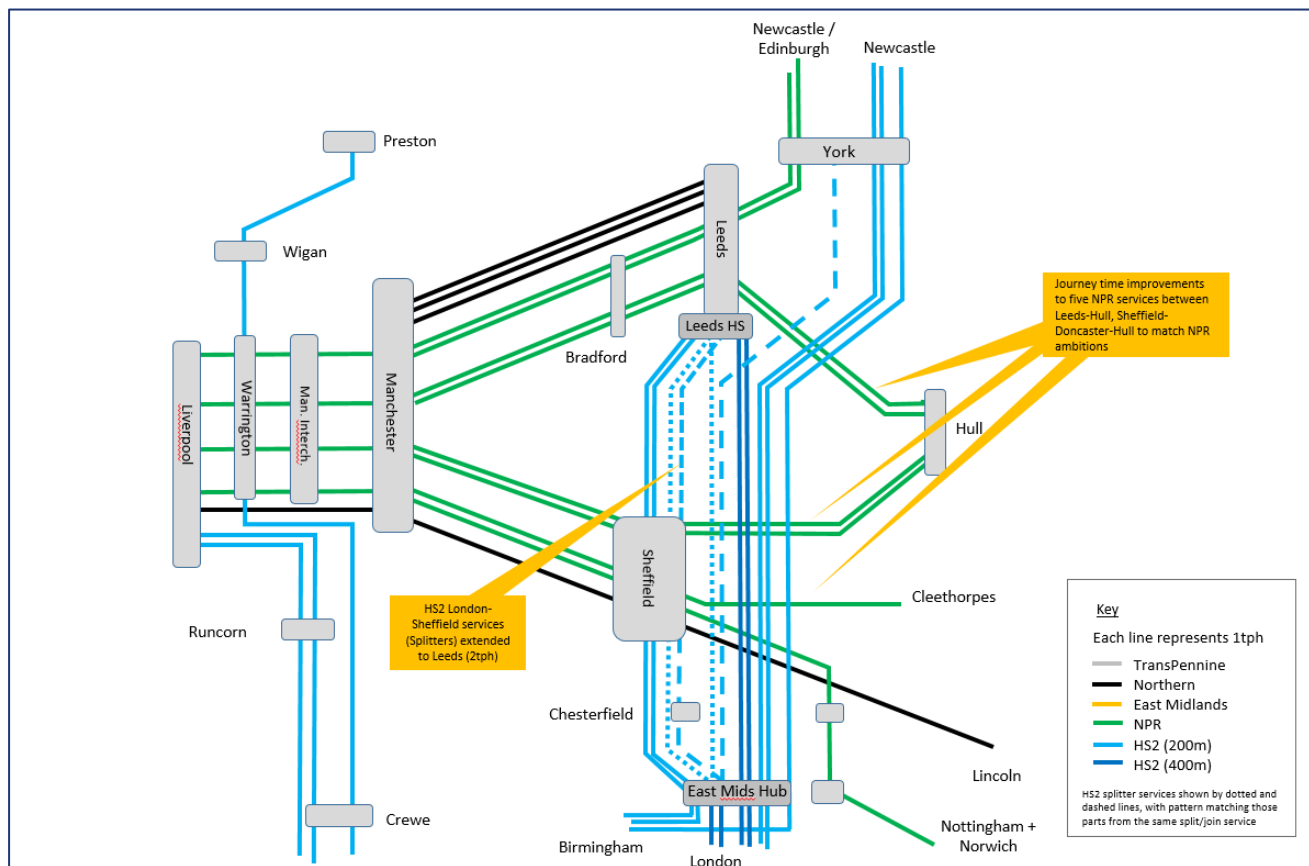 Newcastle /
Edinburgh
Newcastle
Preston
York
Wigan
Leeds
Journey time improvements
to five NPR services between
Leeds-Hull, Sheffield-
Doncaster-Hull to match NPR
ambitions
Leeds HS
Bradford
Liverpool
Warrington
Man. Interch.
Manchester
Hull
Sheffield
Cleethorpes
HS2 London-
Sheffield services
(Splitters) extended
to Leeds (2tph)
Runcorn
Chesterfield
Lincoln
East Mids Hub
Crewe
Birmingham
London
Nottingham +
Norwich
Key
Each line represents 1tph
TransPennine
Northern
East Midlands
NPR
HS2 (200m)
HS2 (400m)
HS2 splitter services shown by dotted and
dashed lines, with pattern matching those
parts from the same split/join service